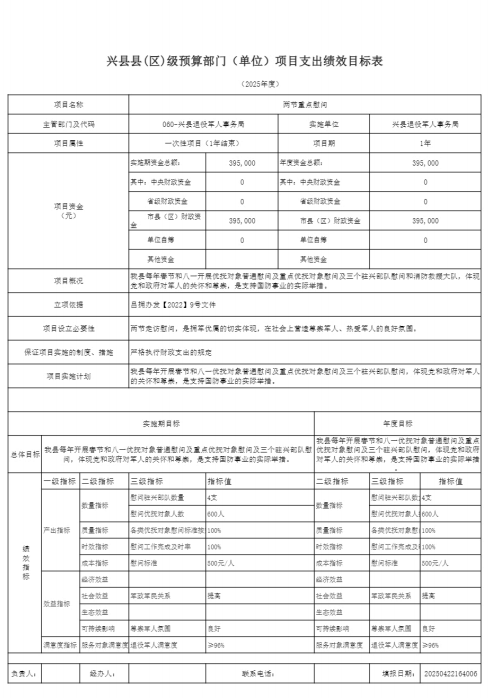 兴县县(区)级预算部门（单位）项目支出绩效目标表
（2025年度）
项目名称 两节重点慰问
主管部门及代码 060-兴县退役军人事务局 实施单位 兴县退役军人事务局
项目属性 一次性项目（1年结束） 项目期 1年
项目资金（元）
实施期资金总额： 395,000 年度资金总额： 395,000
其中：中央财政资金 0 其中：中央财政资金 0
省级财政资金 0 省级财政资金 0
市县（区）财政资金 395,000 市县（区）财政资金 395,000
单位自筹 0 单位自筹 0
其他资金 其他资金
项目概况 我县每年春节和八一开展优抚对象普通慰问及重点优抚对象慰问及三个驻兴部队慰问和消防救援大队，体现
党和政府对军人的关怀和尊崇，是支持国防事业的实际举措。
立项依据 吕拥办发【2022】9号文件
项目设立必要性 两节走访慰问，是拥军优属的切实体现，在社会上营造尊崇军人、热爱军人的良好氛围。
保证项目实施的制度、措施 严格执行财政支出的规定
项目实施计划 我县每年开展春节和八一优抚对象普通慰问及重点优抚对象慰问及三个驻兴部队慰问，体现党和政府对军人
的关怀和尊崇，是支持国防事业的实际举措。
实施期目标 年度目标
总体目标
我县每年开展春节和八一优抚对象普通慰问及重点优抚对象慰问及三个驻兴部队慰
问，体现党和政府对军人的关怀和尊崇，是支持国防事业的实际举措。
我县每年开展春节和八一优抚对象普通慰问及重点
优抚对象慰问及三个驻兴部队慰问，体现党和政府
对军人的关怀和尊崇，是支持国防事业的实际举措
。
绩效指标
一级指标 二级指标 三级指标 指标值 二级指标 三级指标 指标值
产出指标
数量指标 慰问驻兴部队数量 4支 数量指标 慰问驻兴部队数 4支
慰问优抚对象人数 600人 慰问优抚对象人 600人
质量指标 各病优抚对象慰问标准按 100% 质量指标 各病优抚对象慰 100%
时效指标 慰问工作完成及时率 100% 时效指标 慰问工作完成及 100%
成本指标 慰问标准 500元/人 成本指标 慰问标准 500元/人
效益指标
经济效益 经济效益
社会效益 军政军民关系 提高 社会效益 军政军民关系 提高
生态效益 生态效益
可持续影响 尊崇军人氛围 良好 可持续影响 尊崇军人氛围 良好
满意度指标 服务对象满意度 退役军人满意度 ≥96% 服务对象满意度 退役军人满意度 ≥96%
负责人： 经办人： 联系电话： 填报日期： 20250422164006